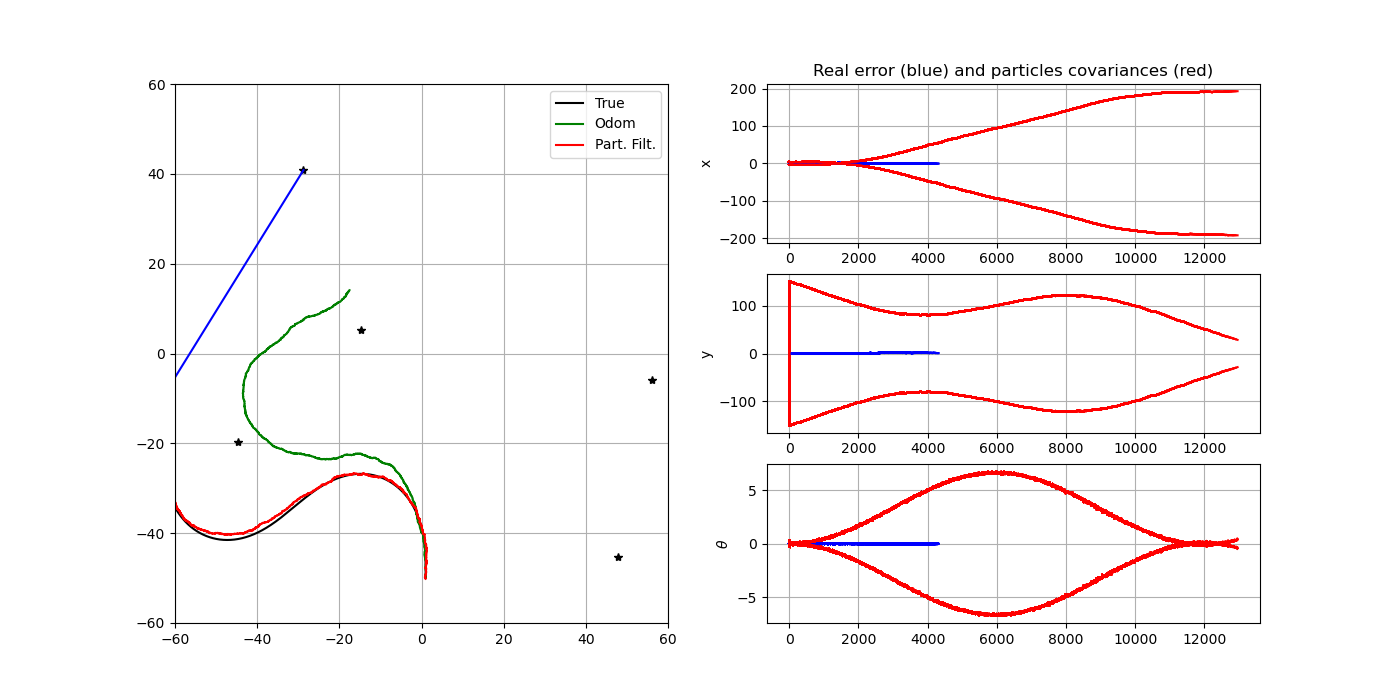 60
40
20
0
−20
−40
−60
−60 −40 −20 0 20 40 60
True
Odom
Part. Filt.
Real error (blue) and particles covariances (red)
200
100
0
−100
−200
x
0 2000 4000 6000 8000 10000 12000
100
0
−100
y
0 2000 4000 6000 8000 10000 12000
5
0
−5
θ
0 2000 4000 6000 8000 10000 12000